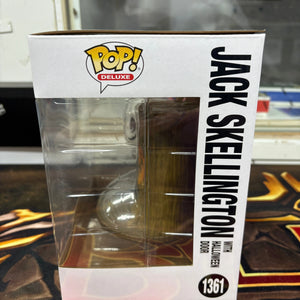 POP!
DELUXE
JACK SKELLINGTON
WITH
HALLOWEEN
DOOR
1361